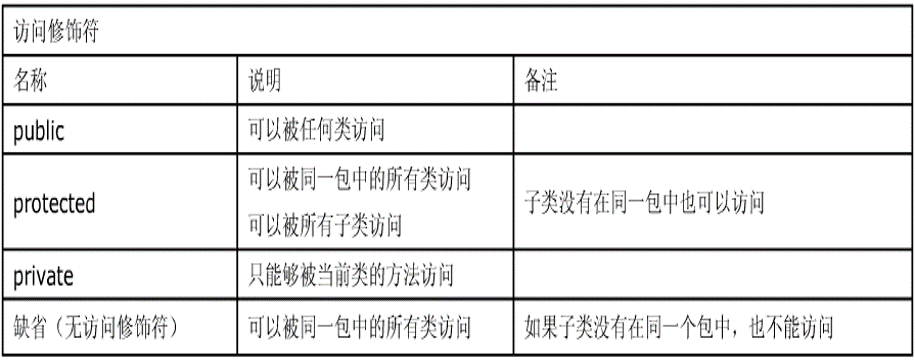 访问修饰符
名称 说明 备注
public 可以被任何类访问
protected 可以被同一包中的所有类访问
可以被所有子类访问 子类没有在同一包中也可以访问
private 只能够被当前类的方法访问
缺省（无访问修饰符） 可以被同一包中的所有类访问 如果子类没有在同一个包中，也不能访问